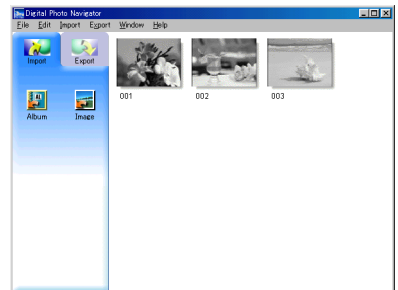 Digital Photo Navigator
File Edit Import Export Window Help
Import Export
Album Image
001 002 003